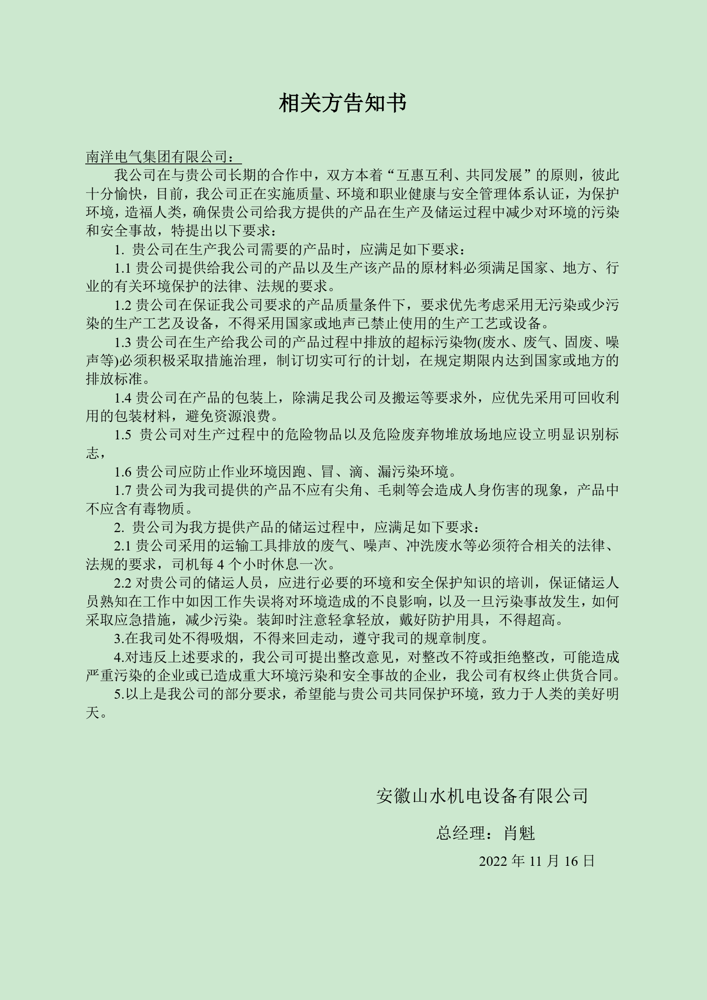 相关方告知书
南洋电气集团有限公司：
我公司在与贵公司长期的合作中，双方本着“互惠互利、共同发展”的原则，彼此
十分愉快，目前，我公司正在实施质量、环境和职业健康与安全管理体系认证，为保护
环境，造福人类，确保贵公司给我方提供的产品在生产及储运过程中减少对环境的污染
和安全事故，特提出以下要求：
1. 贵公司在生产我公司需要的产品时，应满足如下要求：
1.1 贵公司提供给我公司的产品以及生产该产品的原材料必须满足国家、地方、行
业的有关环境保护的法律、法规的要求。
1.2 贵公司在保证我公司要求的产品质量条件下，要求优先考虑采用无污染或少污
染的生产工艺及设备，不得采用国家或地声已禁止使用的生产工艺或设备。
1.3 贵公司在生产给我公司的产品过程中排放的超标污染物(废水、废气、固废、噪
声等)必须积极采取措施治理，制订切实可行的计划，在规定期限内达到国家或地方的
排放标准。
1.4 贵公司在产品的包装上，除满足我公司及搬运等要求外，应优先采用可回收利
用的包装材料，避免资源浪费。
1.5 贵公司对生产过程中的危险物品以及危险废弃物堆放场地应设立明显识别标
志，
1.6 贵公司应防止作业环境因跑、冒、滴、漏污染环境。
1.7 贵公司为我司提供的产品不应有尖角、毛刺等会造成人身伤害的现象，产品中
不应含有毒物质。
2. 贵公司为我方提供产品的储运过程中，应满足如下要求：
2.1 贵公司采用的运输工具排放的废气、噪声、冲洗废水等必须符合相关的法律、
法规的要求，司机每 4 个小时休息一次。
2.2 对贵公司的储运人员，应进行必要的环境和安全保护知识的培训，保证储运人
员熟知在工作中如因工作失误将对环境造成的不良影响，以及一旦污染事故发生，如何
采取应急措施，减少污染。装卸时注意轻拿轻放，戴好防护用具，不得超高。
3.在我司处不得吸烟，不得来回走动，遵守我司的规章制度。
4.对违反上述要求的，我公司可提出整改意见，对整改不符或拒绝整改，可能造成
严重污染的企业或已造成重大环境污染和安全事故的企业，我公司有权终止供货合同。
5.以上是我公司的部分要求，希望能与贵公司共同保护环境，致力于人类的美好明
天。
安徽山水机电设备有限公司
总经理：肖魁
2022 年 11 月 16 日